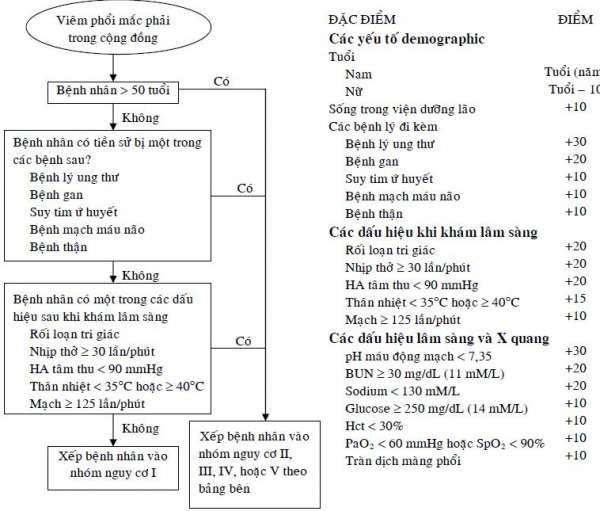 Viêm phổi mắc phải
trong cộng đồng
Bệnh nhân > 50 tuổi
Có
Không
Bệnh nhân có tiền sử bị một trong
các bệnh sau?
Bệnh lý ung thư
Bệnh gan
Suy tim ứ huyết
Bệnh mạch máu não
Bệnh thận
Có
Không
Bệnh nhân có một trong các dấu
hiệu sau khi khám lâm sàng
Rối loạn tri giác
Nhịp thở ≥ 30 lần/phút
HA tâm thu < 90 mmHg
Thân nhiệt < 35°C hoặc ≥ 40°C
Mạch ≥ 125 lần/phút
Có
Không
Xếp bệnh nhân vào
nhóm nguy cơ I
Xếp bệnh nhân vào
nhóm nguy cơ II,
III, IV, hoặc V theo
bảng bên
ĐẶC ĐIỂM ĐIỂM
Các yếu tố demographic
Tuổi
Nam Tuổi (năm
Nữ Tuổi – 10
Sống trong viện dưỡng lão +10
Các bệnh lý đi kèm
Bệnh lý ung thư +30
Bệnh gan +20
Suy tim ứ huyết +10
Bệnh mạch máu não +10
Bệnh thận +10
Các dấu hiệu khi khám lâm sàng
Rối loạn tri giác +20
Nhịp thở ≥ 30 lần/phút +20
HA tâm thu < 90 mmHg +20
Thân nhiệt < 35°C hoặc ≥ 40°C +15
Mạch ≥ 125 lần/phút +10
Các dấu hiệu lâm sàng và X quang
pH máu động mạch < 7,35 +30
BUN ≥ 30 mg/dL (11 mM/L) +20
Sodium < 130 mM/L +20
Glucose ≥ 250 mg/dL (14 mM/L) +10
Hct < 30% +10
PaO₂ < 60 mmHg hoặc SpO₂ < 90% +10
Tràn dịch màng phổi +10